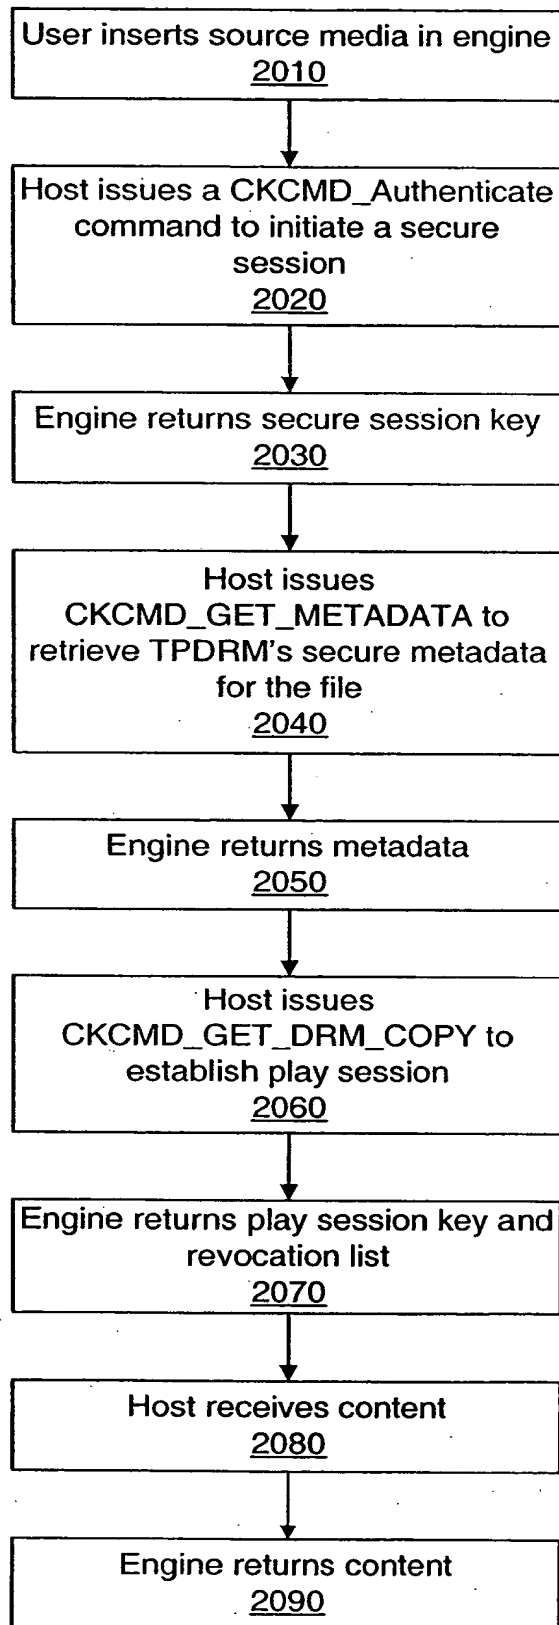 User inserts source media in engine
2010
Host issues a CKCMD_Authenticate
command to initiate a secure
session
2020
Engine returns secure session key
2030
Host issues
CKCMD_GET_METADATA to
retrieve TPDRM's secure metadata
for the file
2040
Engine returns metadata
2050
Host issues
CKCMD_GET_DRM_COPY to
establish play session
2060
Engine returns play session key and
revocation list
2070
Host receives content
2080
Engine returns content
2090